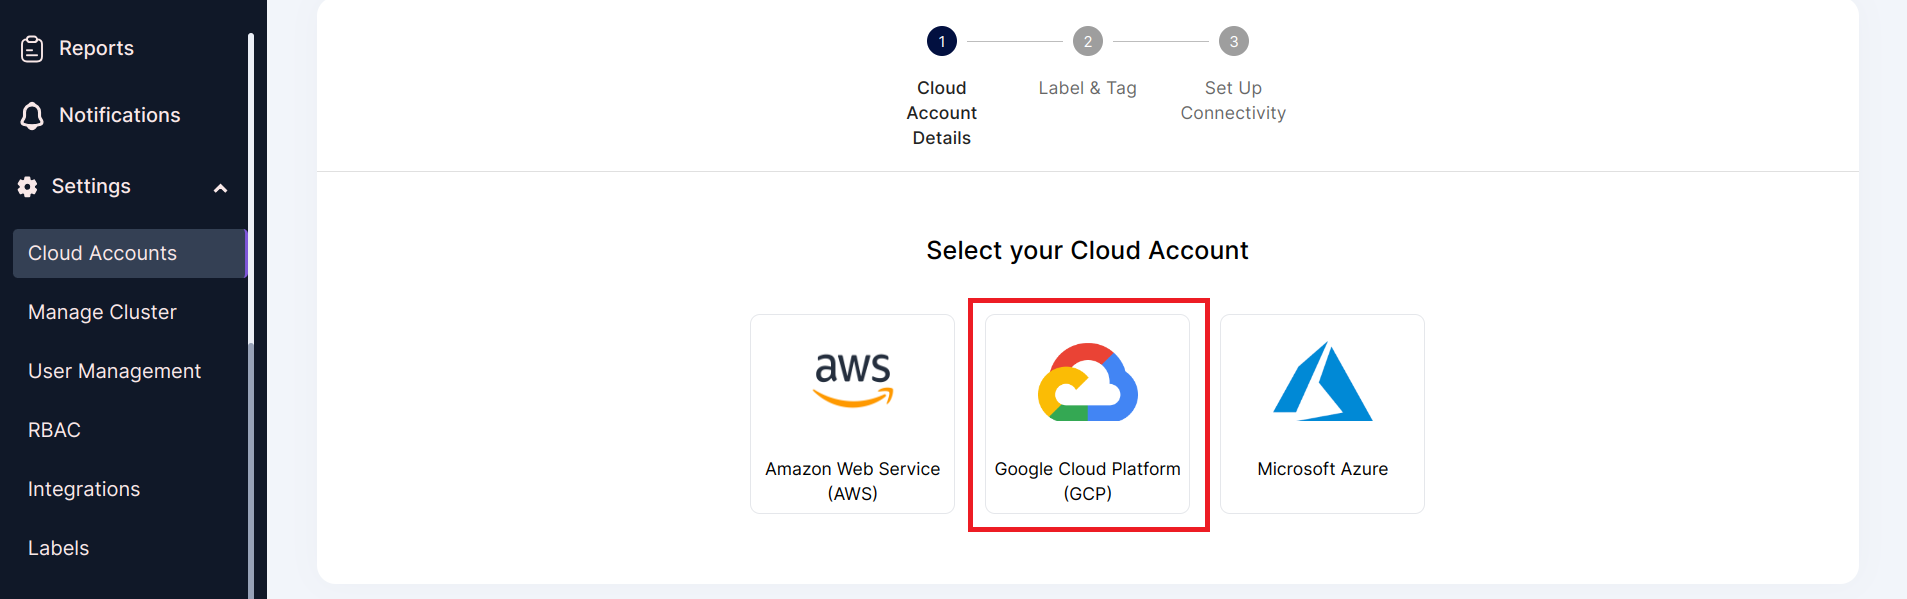 Reports
Notifications
Settings
Cloud Accounts
Manage Cluster
User Management
RBAC
Integrations
Labels
1
2
3
Cloud
Account
Details
Label & Tag
Set Up
Connectivity
Select your Cloud Account
aws
Amazon Web Service
(AWS)
Google Cloud Platform
(GCP)
Microsoft Azure